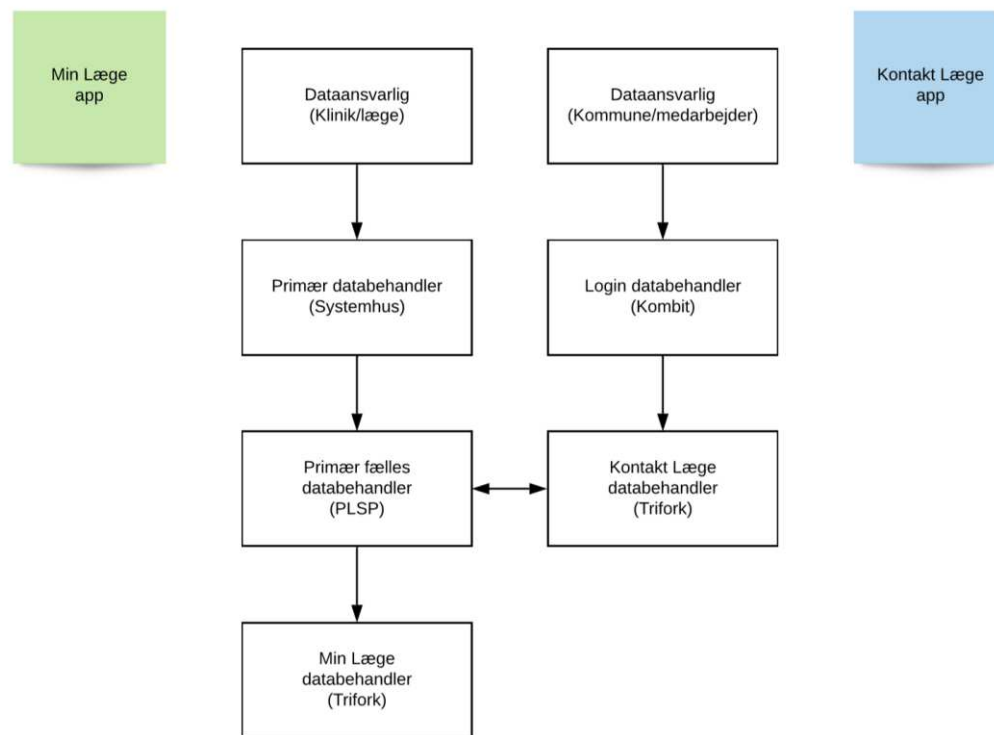 Min Læge
app
Dataansvarlig
(Klinik/læge)
Dataansvarlig
(Kommune/medarbejder)
Kontakt Læge
app
Primær databehandler
(Systemhus)
Login databehandler
(Kombit)
Primær fælles
databehandler
(PLSP)
Kontakt Læge
databehandler
(Trifork)
Min Læge
databehandler
(Trifork)